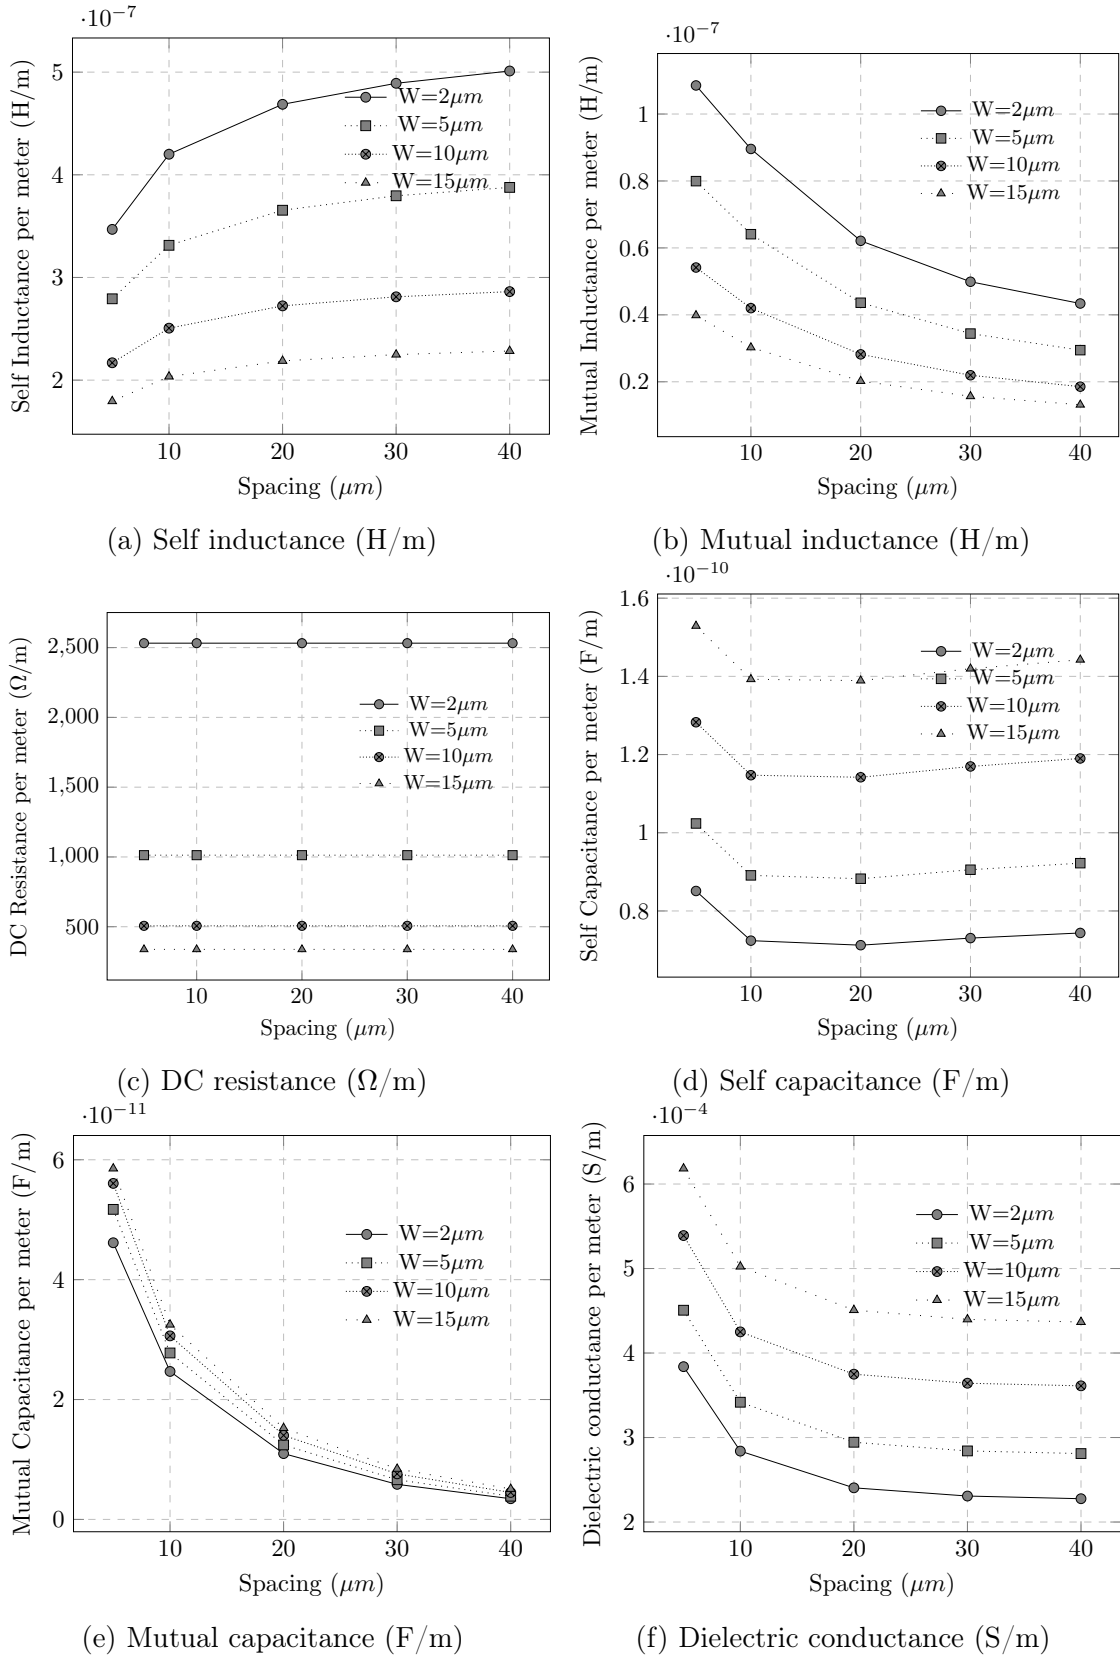 ·10⁻⁷
Self Inductance per meter (H/m)
5
4
3
2
W=2μm
W=5μm
W=10μm
W=15μm
10 20 30 40
Spacing (μm)
(a) Self inductance (H/m)
·10⁻⁷
Mutual Inductance per meter (H/m)
1
0.8
0.6
0.4
0.2
W=2μm
W=5μm
W=10μm
W=15μm
10 20 30 40
Spacing (μm)
(b) Mutual inductance (H/m)
DC Resistance per meter (Ω/m)
2,500
2,000
1,500
1,000
500
W=2μm
W=5μm
W=10μm
W=15μm
10 20 30 40
Spacing (μm)
(c) DC resistance (Ω/m)
·10⁻¹⁰
Self Capacitance per meter (F/m)
1.6
1.4
1.2
1
0.8
W=2μm
W=5μm
W=10μm
W=15μm
10 20 30 40
Spacing (μm)
(d) Self capacitance (F/m)
·10⁻¹¹
Mutual Capacitance per meter (F/m)
6
4
2
0
W=2μm
W=5μm
W=10μm
W=15μm
10 20 30 40
Spacing (μm)
(e) Mutual capacitance (F/m)
·10⁻⁴
Dielectric conductance per meter (S/m)
6
5
4
3
2
W=2μm
W=5μm
W=10μm
W=15μm
10 20 30 40
Spacing (μm)
(f) Dielectric conductance (S/m)